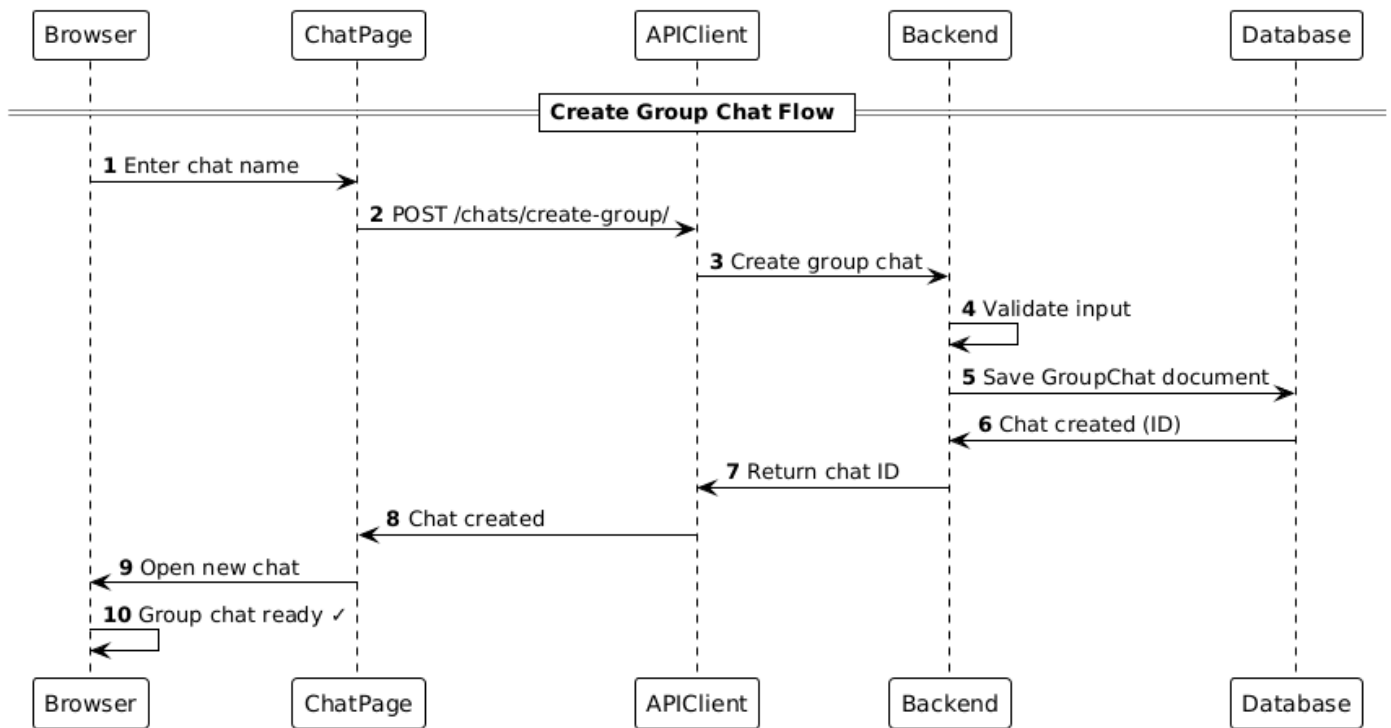 Browser ChatPage APIClient Backend Database
Create Group Chat Flow
1 Enter chat name
2 POST /chats/create-group/
3 Create group chat
4 Validate input
5 Save GroupChat document
6 Chat created (ID)
7 Return chat ID
8 Chat created
9 Open new chat
10 Group chat ready ✓
Browser ChatPage APIClient Backend Database